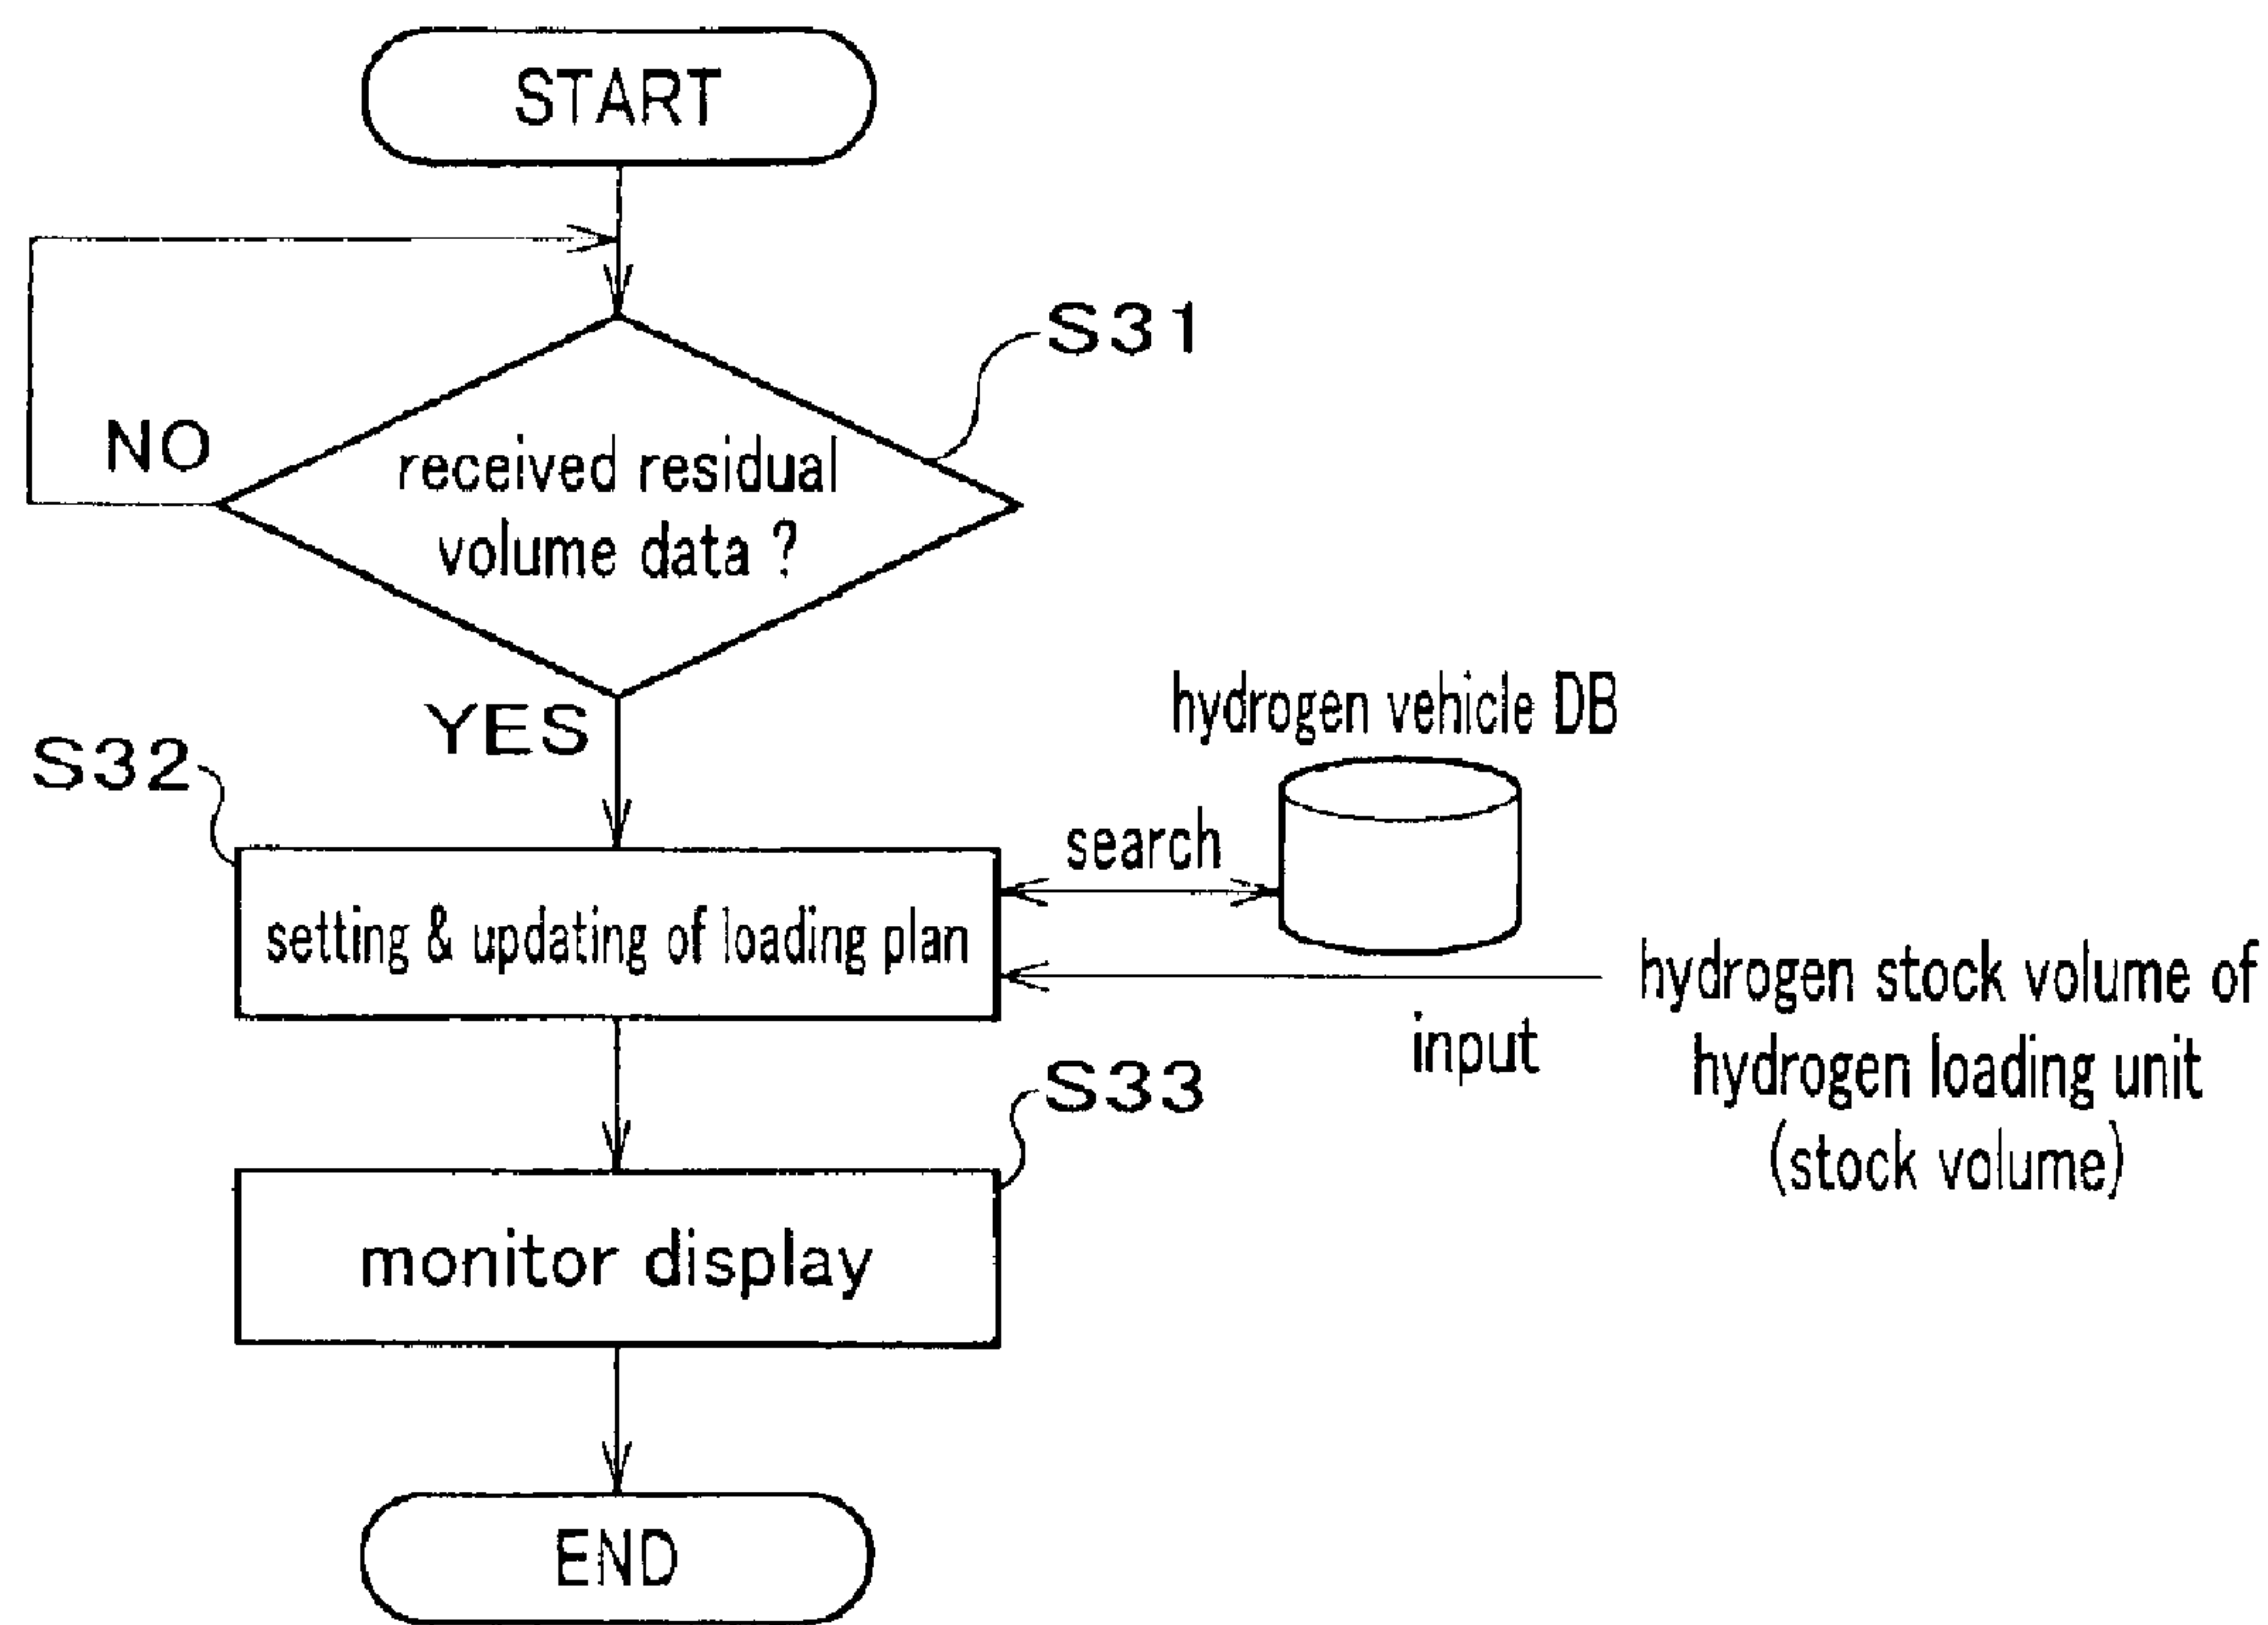 START
S31
NO
received residual
volume data ?
YES
hydrogen vehicle DB
S32
search
setting & updating of loading plan
hydrogen stock volume of
input
hydrogen loading unit
S33
(stock volume)
monitor display
END